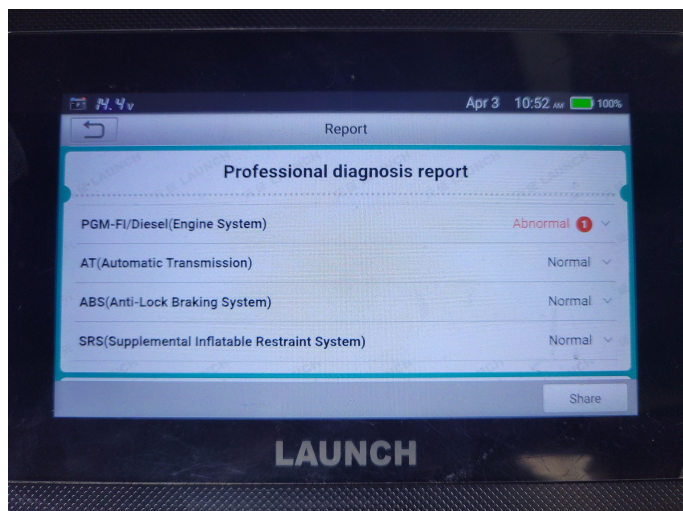 14.4v Apr 3 10:52 AM 100%
Report
Professional diagnosis report
PGM-FI/Diesel(Engine System) Abnormal 1
AT(Automatic Transmission) Normal
ABS(Anti-Lock Braking System) Normal
SRS(Supplemental Inflatable Restraint System) Normal
Share
LAUNCH